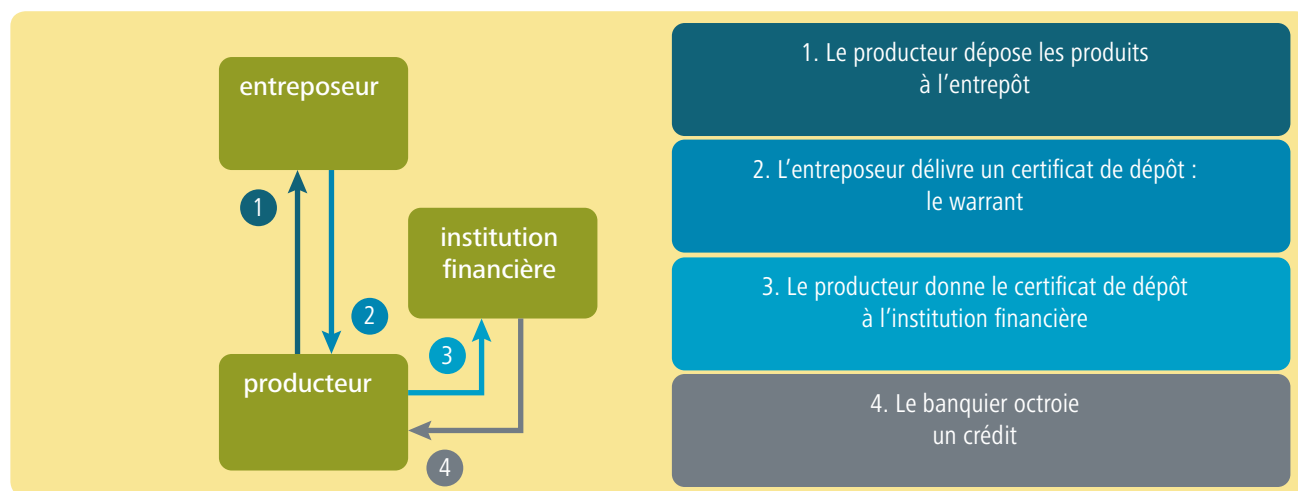 entreposeur
1
2
institution
financière
3
producteur
4
1. Le producteur dépose les produits
à l’entrepôt
2. L’entreposeur délivre un certificat de dépôt :
le warrant
3. Le producteur donne le certificat de dépôt
à l’institution financière
4. Le banquier octroie
un crédit